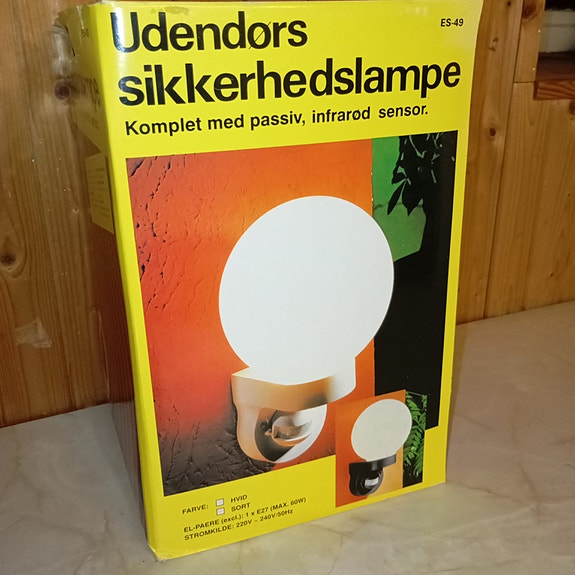 Udendørs
ES-49
sikkerhedslampe
Komplet med passiv, infrarød sensor.
FARVE: HVID
SORT
EL-PAERE (excl.): 1 x E27 (MAX. 60W)
STROMKILDE: 220V – 240V/50Hz